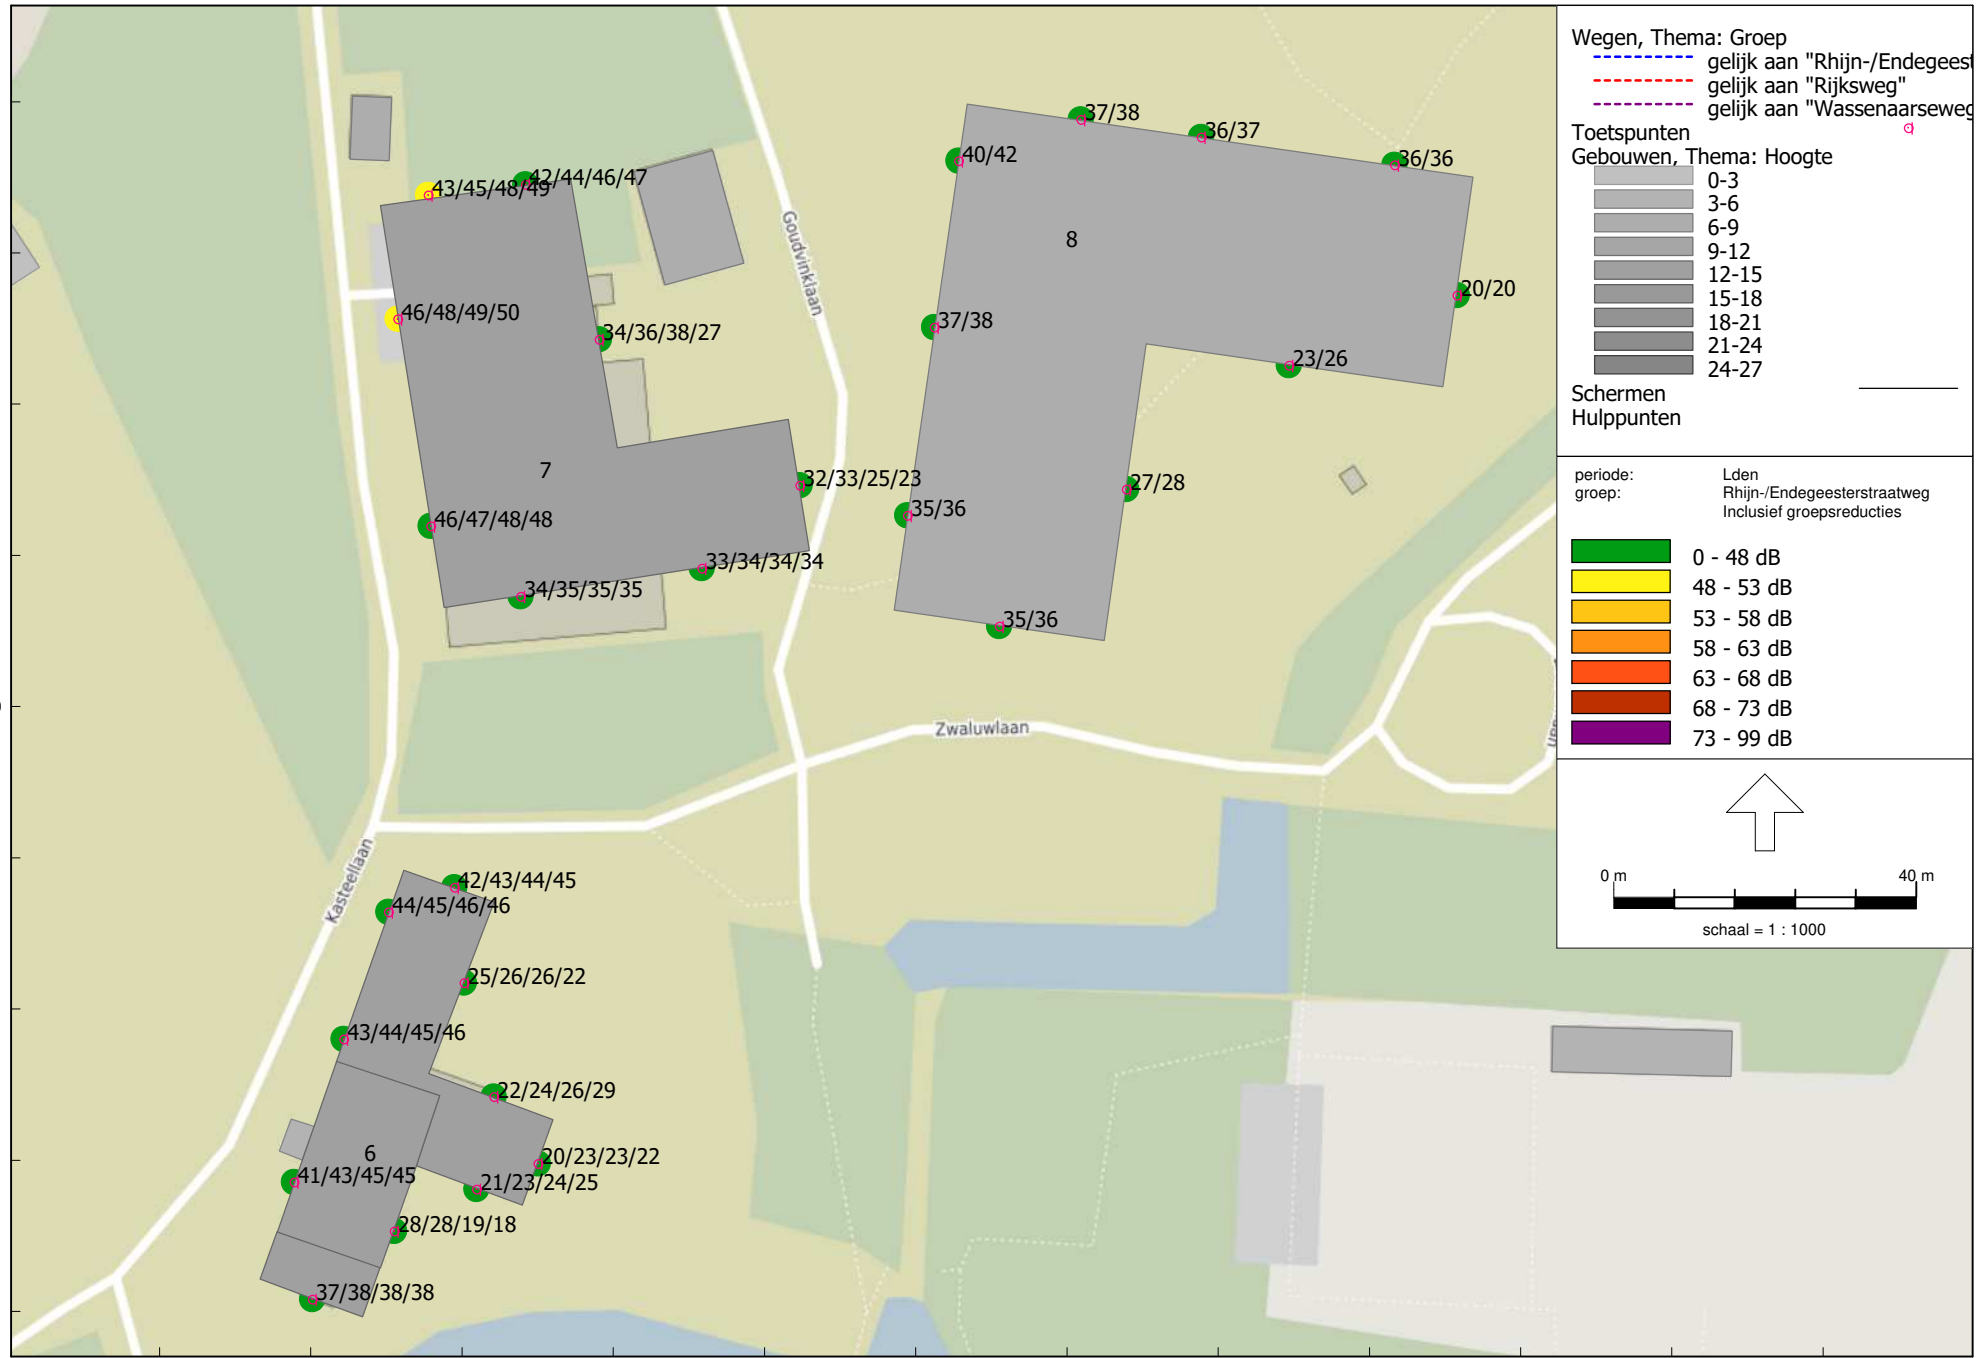 Wegen, Thema: Groep
gelijk aan "Rhijn-/Endegeest
gelijk aan "Rijksweg"
gelijk aan "Wassenaarseweg
Toetspunten
Gebouwen, Thema: Hoogte
0-3
3-6
6-9
9-12
12-15
15-18
18-21
21-24
24-27
Schermen
Hulppunten
periode: Lden
groep: Rhijn-/Endegeesterstraatweg
Inclusief groepsreducties
0 - 48 dB
48 - 53 dB
53 - 58 dB
58 - 63 dB
63 - 68 dB
68 - 73 dB
73 - 99 dB
0 m 40 m
schaal = 1 : 1000
37/38
36/37
40/42
36/36
42/44/46/47
43/45/48/49
Goudvinklaan
8
20/20
46/48/49/50
37/38
34/36/38/27
23/26
7
32/33/25/23
27/28
35/36
46/47/48/48
33/34/34/34
34/35/35/35
35/36
Zwaluwlaan
Kasteellaan
42/43/44/45
44/45/46/46
25/26/26/22
43/44/45/46
22/24/26/29
6
20/23/23/22
41/43/45/45
21/23/24/25
28/28/19/18
37/38/38/38